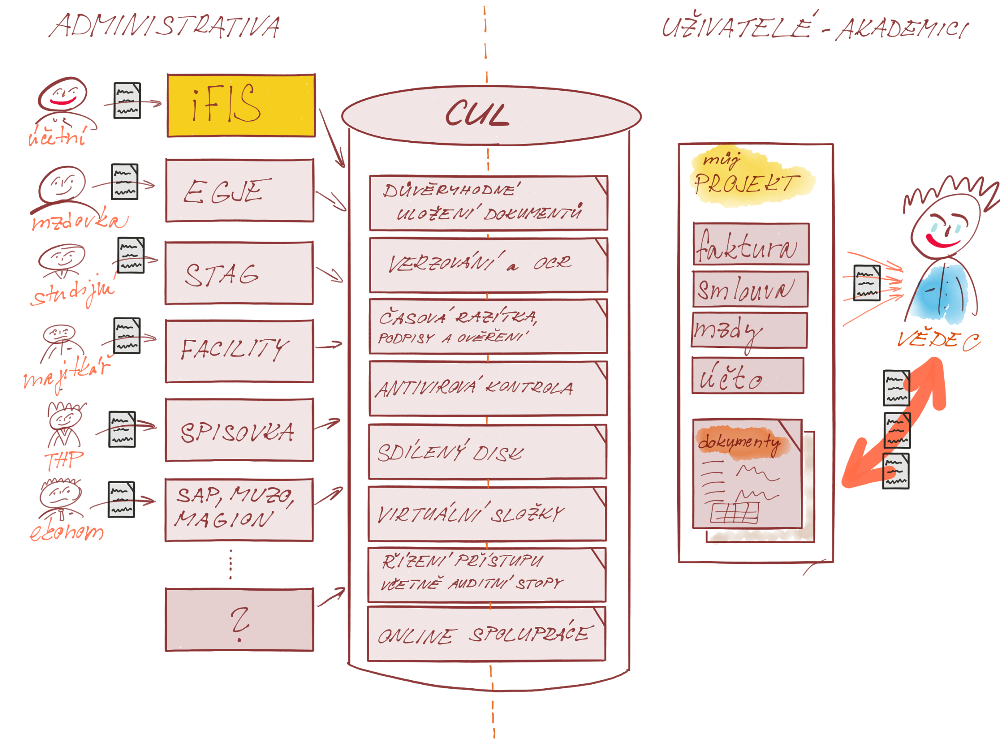 ADMINISTRATIVA
UŽIVATELÉ - AKADEMICI
účetní
iFIS
mzdovka
EGJE
studijní
STAG
majitkář
FACILITY
THP
SPISOVKA
ekonom
SAP, MUZO,
MAGION
?
CUL
DŮVĚRYHODNÉ
ULOŽENÍ DOKUMENTŮ
VERZOVÁNÍ a OCR
ČASOVÁ RAZÍTKA,
PODPISY A OVĚŘENÍ
ANTIVIROVÁ KONTROLA
SDÍLENÝ DISK
VIRTUÁLNÍ SLOŽKY
ŘÍZENÍ PŘÍSTUPU
VČETNĚ AUDITNÍ STOPY
ONLINE SPOLUPRÁCE
můj
PROJEKT
faktura
smlouva
mzdy
účto
dokumenty
VĚDEC